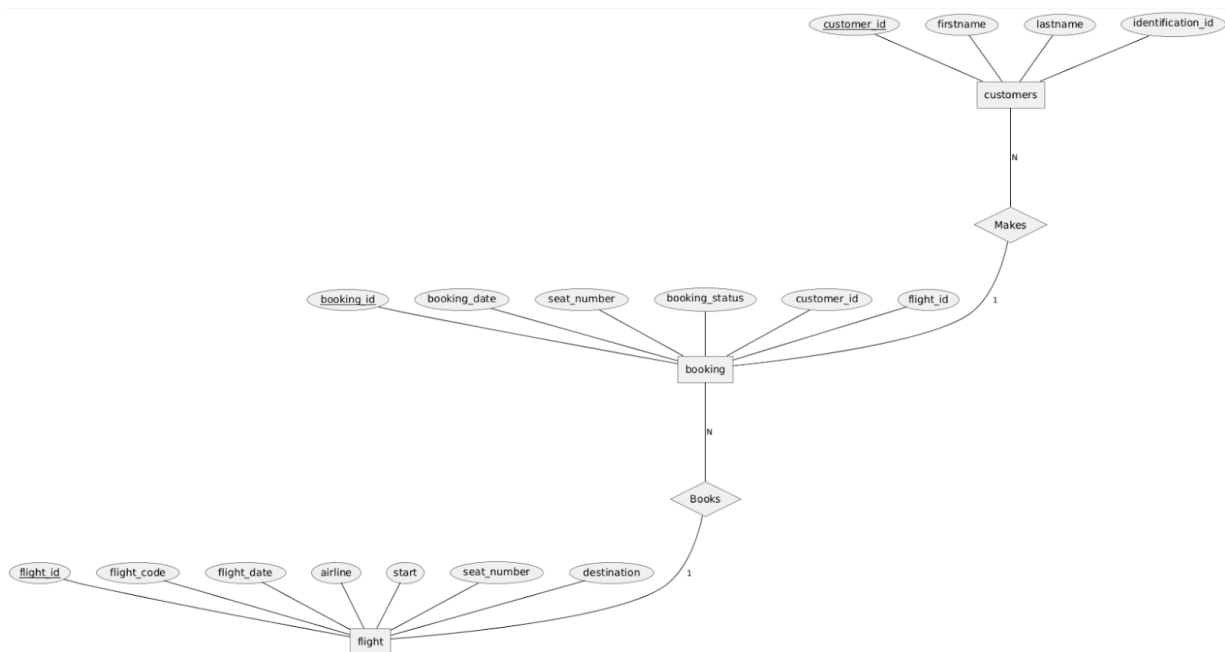 customer_id
firstname
lastname
identification_id
customers
N
Makes
1
booking_id
booking_date
seat_number
booking_status
customer_id
flight_id
booking
N
Books
1
flight_id
flight_code
flight_date
airline
start
seat_number
destination
flight